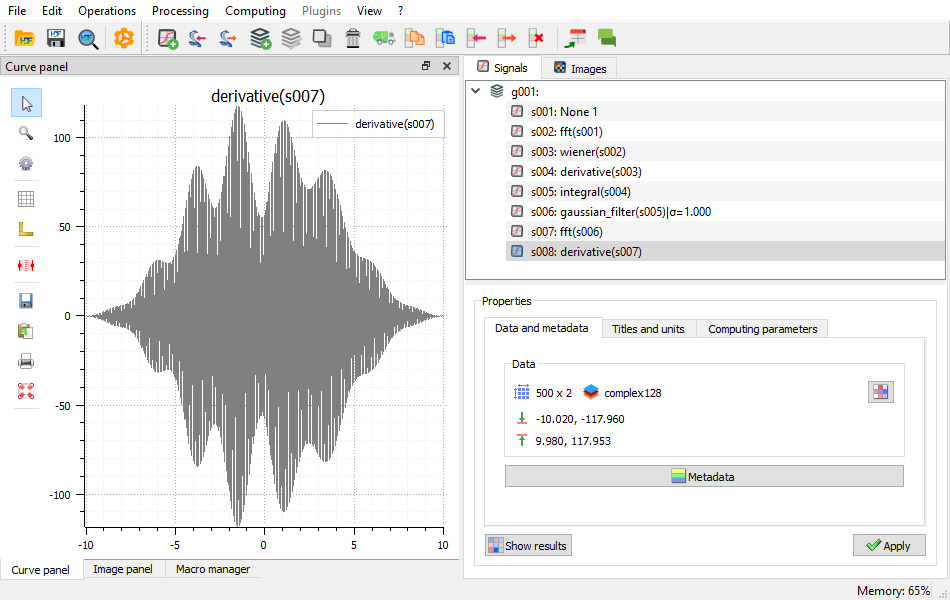 File Edit Operations Processing Computing Plugins View ?
Curve panel
derivative(s007)
derivative(s007)
100
50
0
-50
-100
-10 -5 0 5 10
Curve panel Image panel Macro manager
Signals Images
g001:
s001: None 1
s002: fft(s001)
s003: wiener(s002)
s004: derivative(s003)
s005: integral(s004)
s006: gaussian_filter(s005)|σ=1.000
s007: fft(s006)
s008: derivative(s007)
Properties
Data and metadata Titles and units Computing parameters
Data
500 x 2 complex128
-10.020, -117.960
9.980, 117.953
Metadata
Show results Apply
Memory: 65%